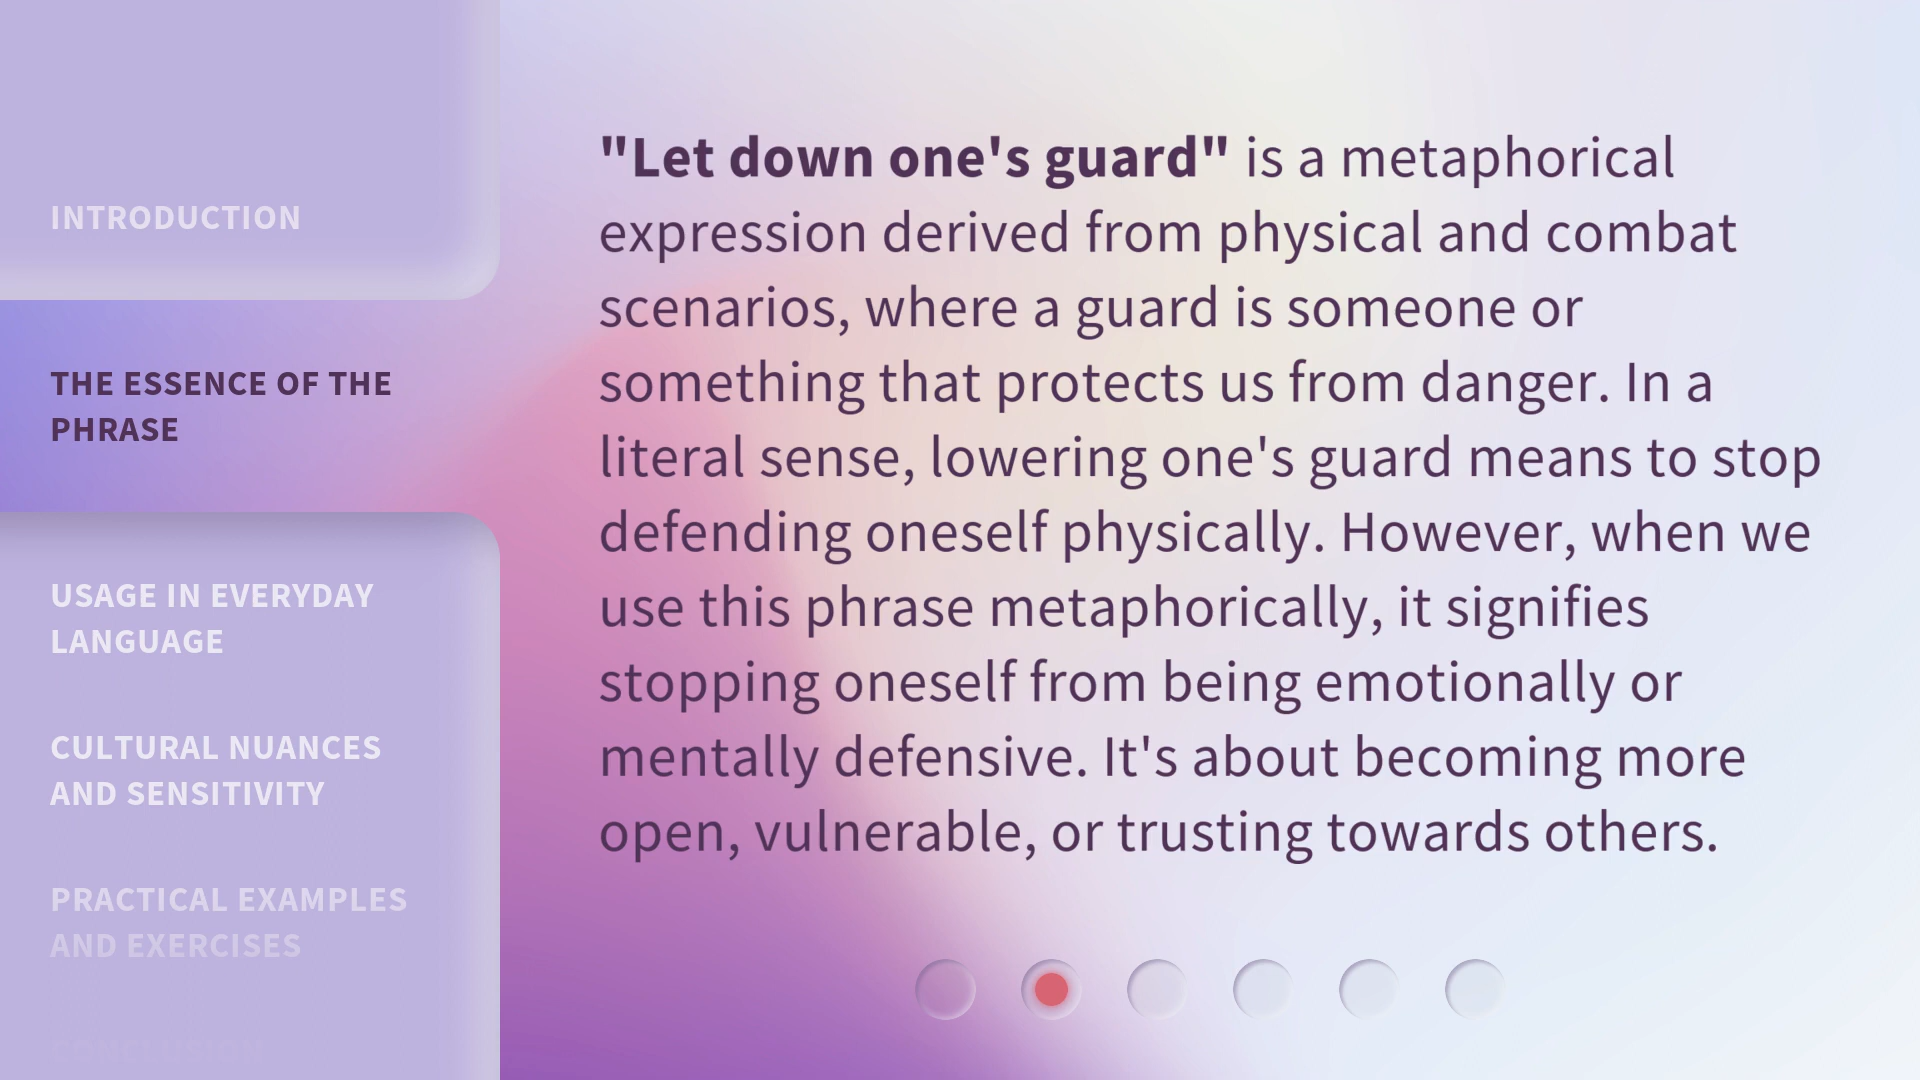 INTRODUCTION
THE ESSENCE OF THE
PHRASE
USAGE IN EVERYDAY
LANGUAGE
CULTURAL NUANCES
AND SENSITIVITY
PRACTICAL EXAMPLES
AND EXERCISES
CONCLUSION
"Let down one's guard" is a metaphorical
expression derived from physical and combat
scenarios, where a guard is someone or
something that protects us from danger. In a
literal sense, lowering one's guard means to stop
defending oneself physically. However, when we
use this phrase metaphorically, it signifies
stopping oneself from being emotionally or
mentally defensive. It's about becoming more
open, vulnerable, or trusting towards others.